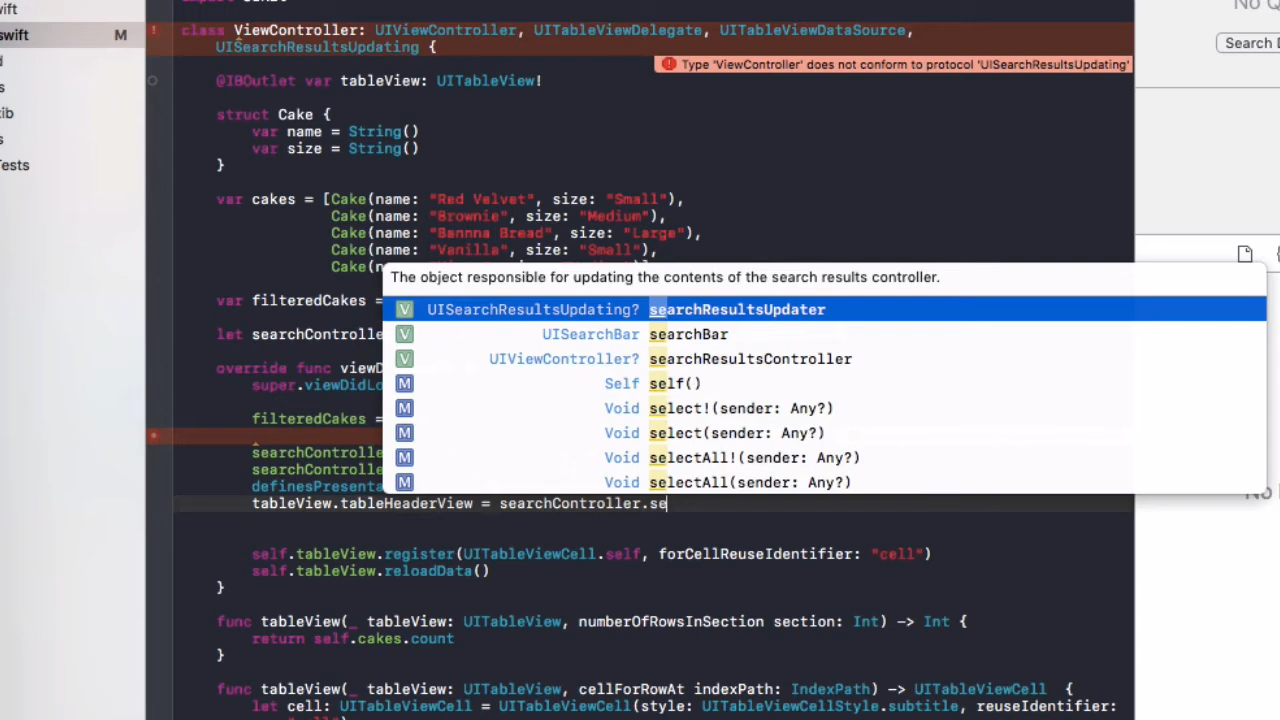 swift
swift M
ib
Tests
No Q
Search D
class ViewController: UIViewController, UITableViewDelegate, UITableViewDataSource,
UISearchResultsUpdating {
Type 'ViewController' does not conform to protocol 'UISearchResultsUpdating'
@IBOutlet var tableView: UITableView!
struct Cake {
var name = String()
var size = String()
}
var cakes = [Cake(name: "Red Velvet", size: "Small"),
Cake(name: "Brownie", size: "Medium"),
Cake(name: "Bannna Bread", size: "Large"),
Cake(name: "Vanilla", size: "Small"),
Cake(n
The object responsible for updating the contents of the search results controller.
var filteredCakes =
V UISearchResultsUpdating? searchResultsUpdater
let searchControlle
V UISearchBar searchBar
V UIViewController? searchResultsController
override func viewD
M Self self()
super.viewDidLo
M Void select!(sender: Any?)
filteredCakes =
M Void select(sender: Any?)
searchControlle
M Void selectAll!(sender: Any?)
searchControlle
M Void selectAll(sender: Any?)
definesPresenta
tableView.tableHeaderView = searchController.se
self.tableView.register(UITableViewCell.self, forCellReuseIdentifier: "cell")
self.tableView.reloadData()
}
func tableView(_ tableView: UITableView, numberOfRowsInSection section: Int) -> Int {
return self.cakes.count
}
func tableView(_ tableView: UITableView, cellForRowAt indexPath: IndexPath) -> UITableViewCell {
let cell: UITableViewCell = UITableViewCell(style: UITableViewCellStyle.subtitle, reuseIdentifier: